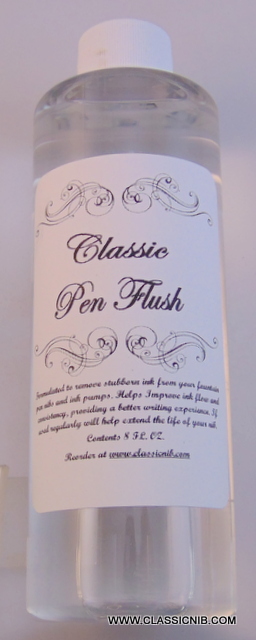 Classic
Pen Flush
Formulated to remove stubborn ink from your fountain
pen nibs and ink pumps. Helps Improve ink flow and
consistency, providing a better writing experience. If
used regularly will help extend the life of your nib.
Contents 8 FL. OZ.
Reorder at www.classicnib.com
WWW.CLASSICNIB.COM